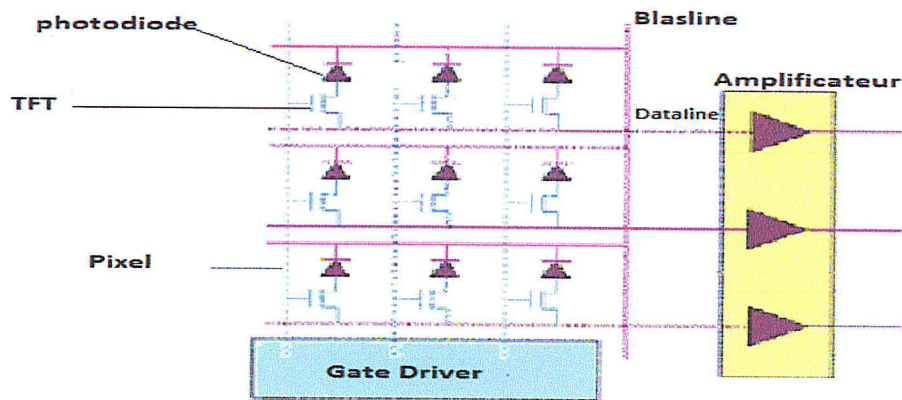 photodiode
Blasline
Amplificateur
TFT
Dataline
Pixel
Gate Driver